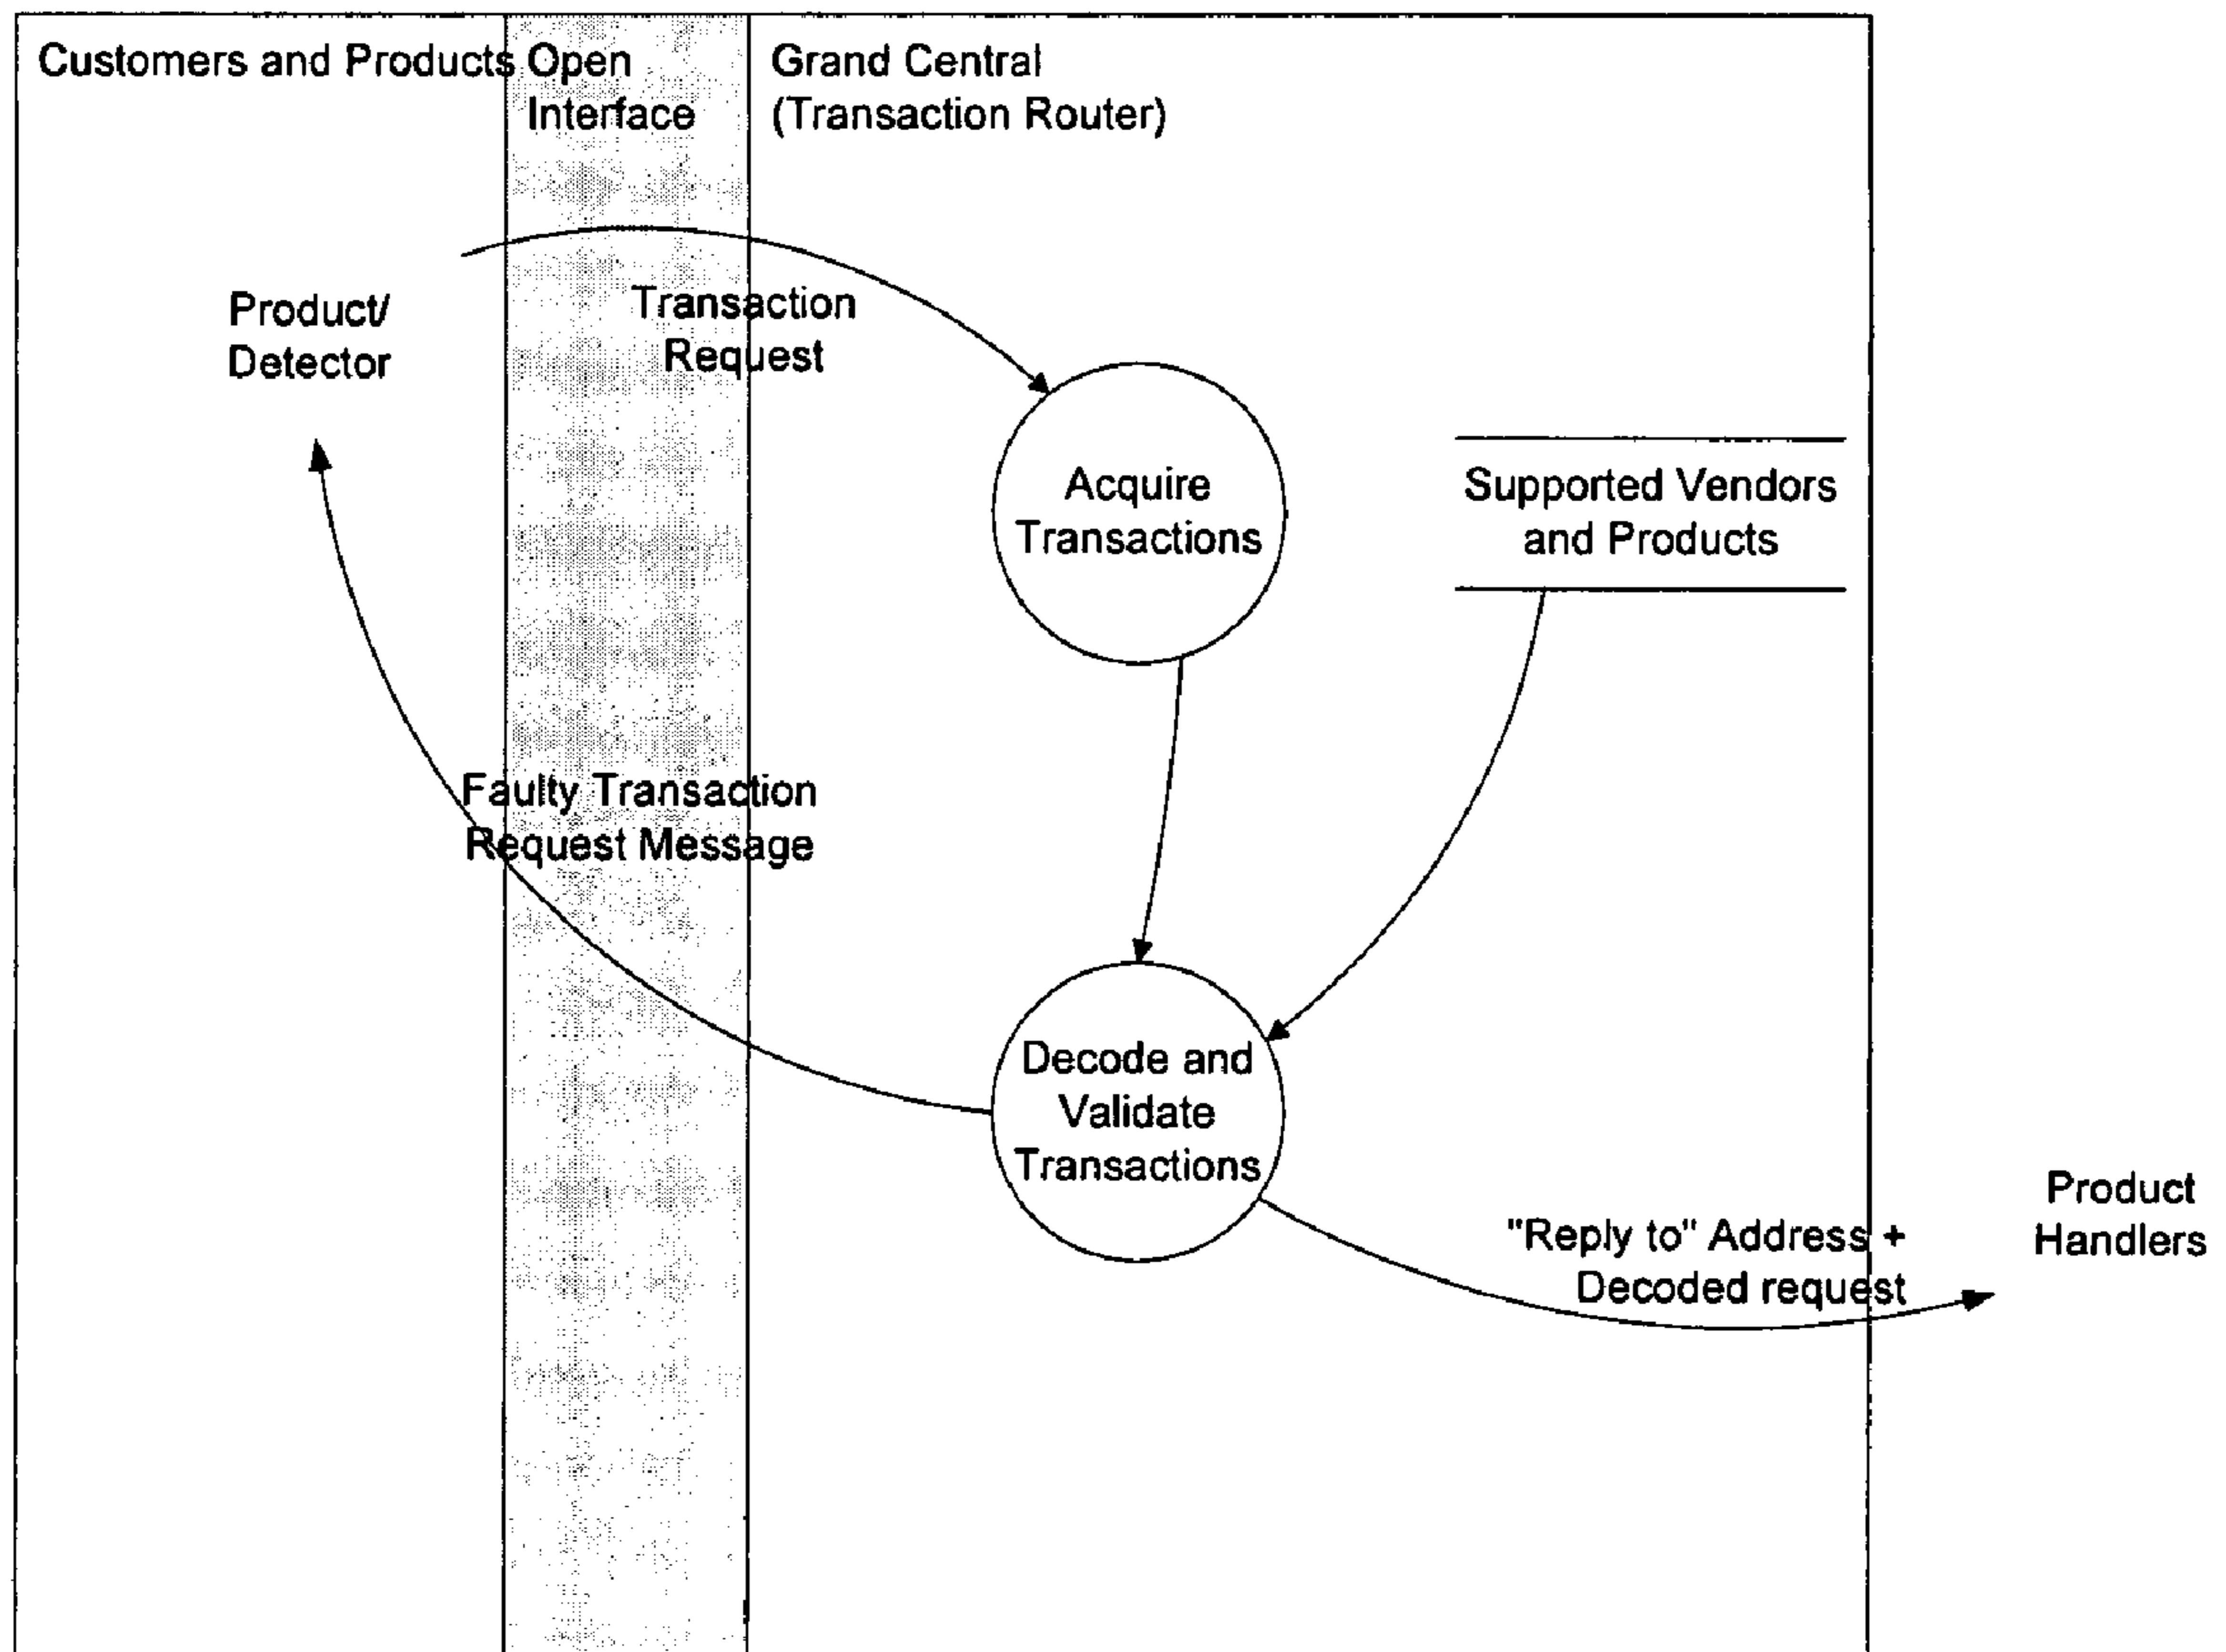 Customers and Products
Open
Interface
Grand Central
(Transaction Router)
Product/
Detector
Transaction
Request
Acquire
Transactions
Supported Vendors
and Products
Faulty Transaction
Request Message
Decode and
Validate
Transactions
"Reply to" Address +
Decoded request
Product
Handlers